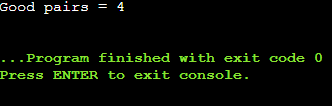 Good pairs = 4
...Program finished with exit code 0
Press ENTER to exit console.